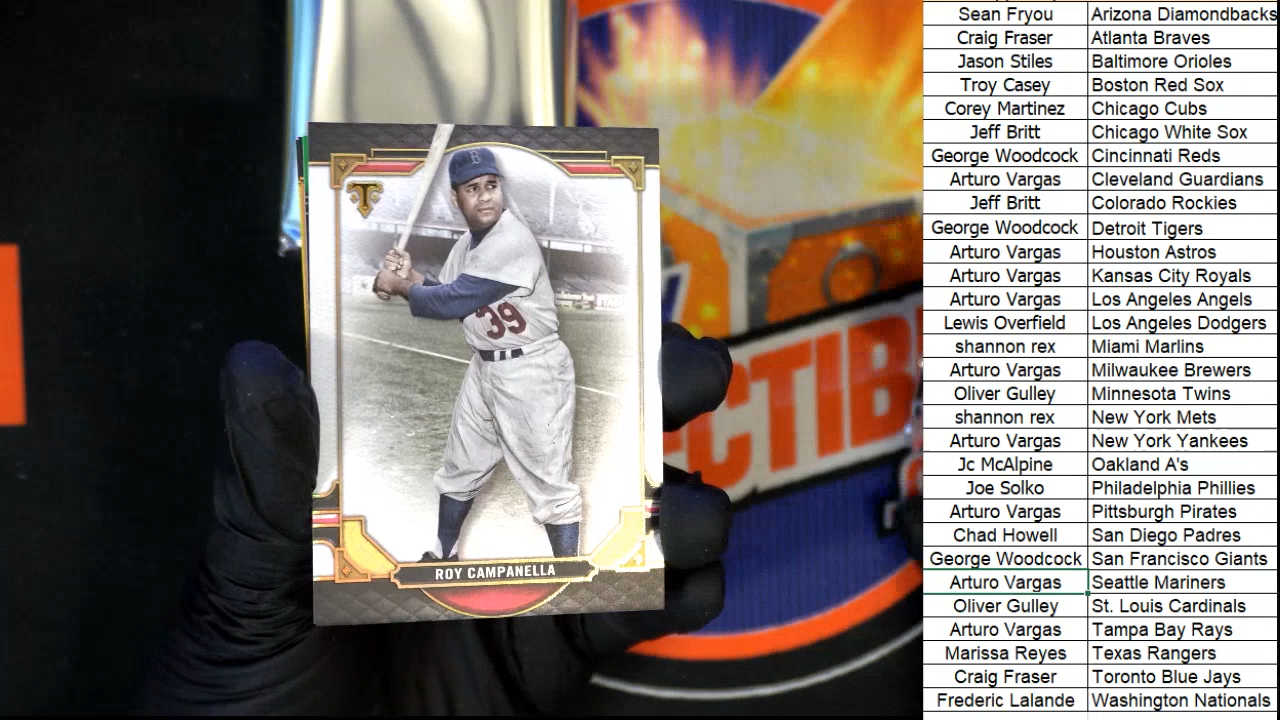 B
T
39
ROY CAMPANELLA
CTIB
Sean Fryou Arizona Diamondbacks
Craig Fraser Atlanta Braves
Jason Stiles Baltimore Orioles
Troy Casey Boston Red Sox
Corey Martinez Chicago Cubs
Jeff Britt Chicago White Sox
George Woodcock Cincinnati Reds
Arturo Vargas Cleveland Guardians
Jeff Britt Colorado Rockies
George Woodcock Detroit Tigers
Arturo Vargas Houston Astros
Arturo Vargas Kansas City Royals
Arturo Vargas Los Angeles Angels
Lewis Overfield Los Angeles Dodgers
shannon rex Miami Marlins
Arturo Vargas Milwaukee Brewers
Oliver Gulley Minnesota Twins
shannon rex New York Mets
Arturo Vargas New York Yankees
Jc McAlpine Oakland A's
Joe Solko Philadelphia Phillies
Arturo Vargas Pittsburgh Pirates
Chad Howell San Diego Padres
George Woodcock San Francisco Giants
Arturo Vargas Seattle Mariners
Oliver Gulley St. Louis Cardinals
Arturo Vargas Tampa Bay Rays
Marissa Reyes Texas Rangers
Craig Fraser Toronto Blue Jays
Frederic Lalande Washington Nationals